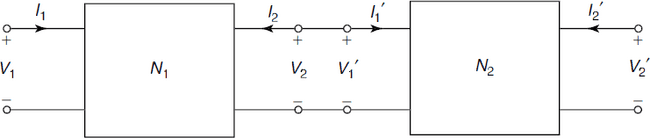 I₁ I₂ I₁′ I₂′
+ + + +
V₁ N₁ V₂ V₁′ N₂ V₂′
− − − −